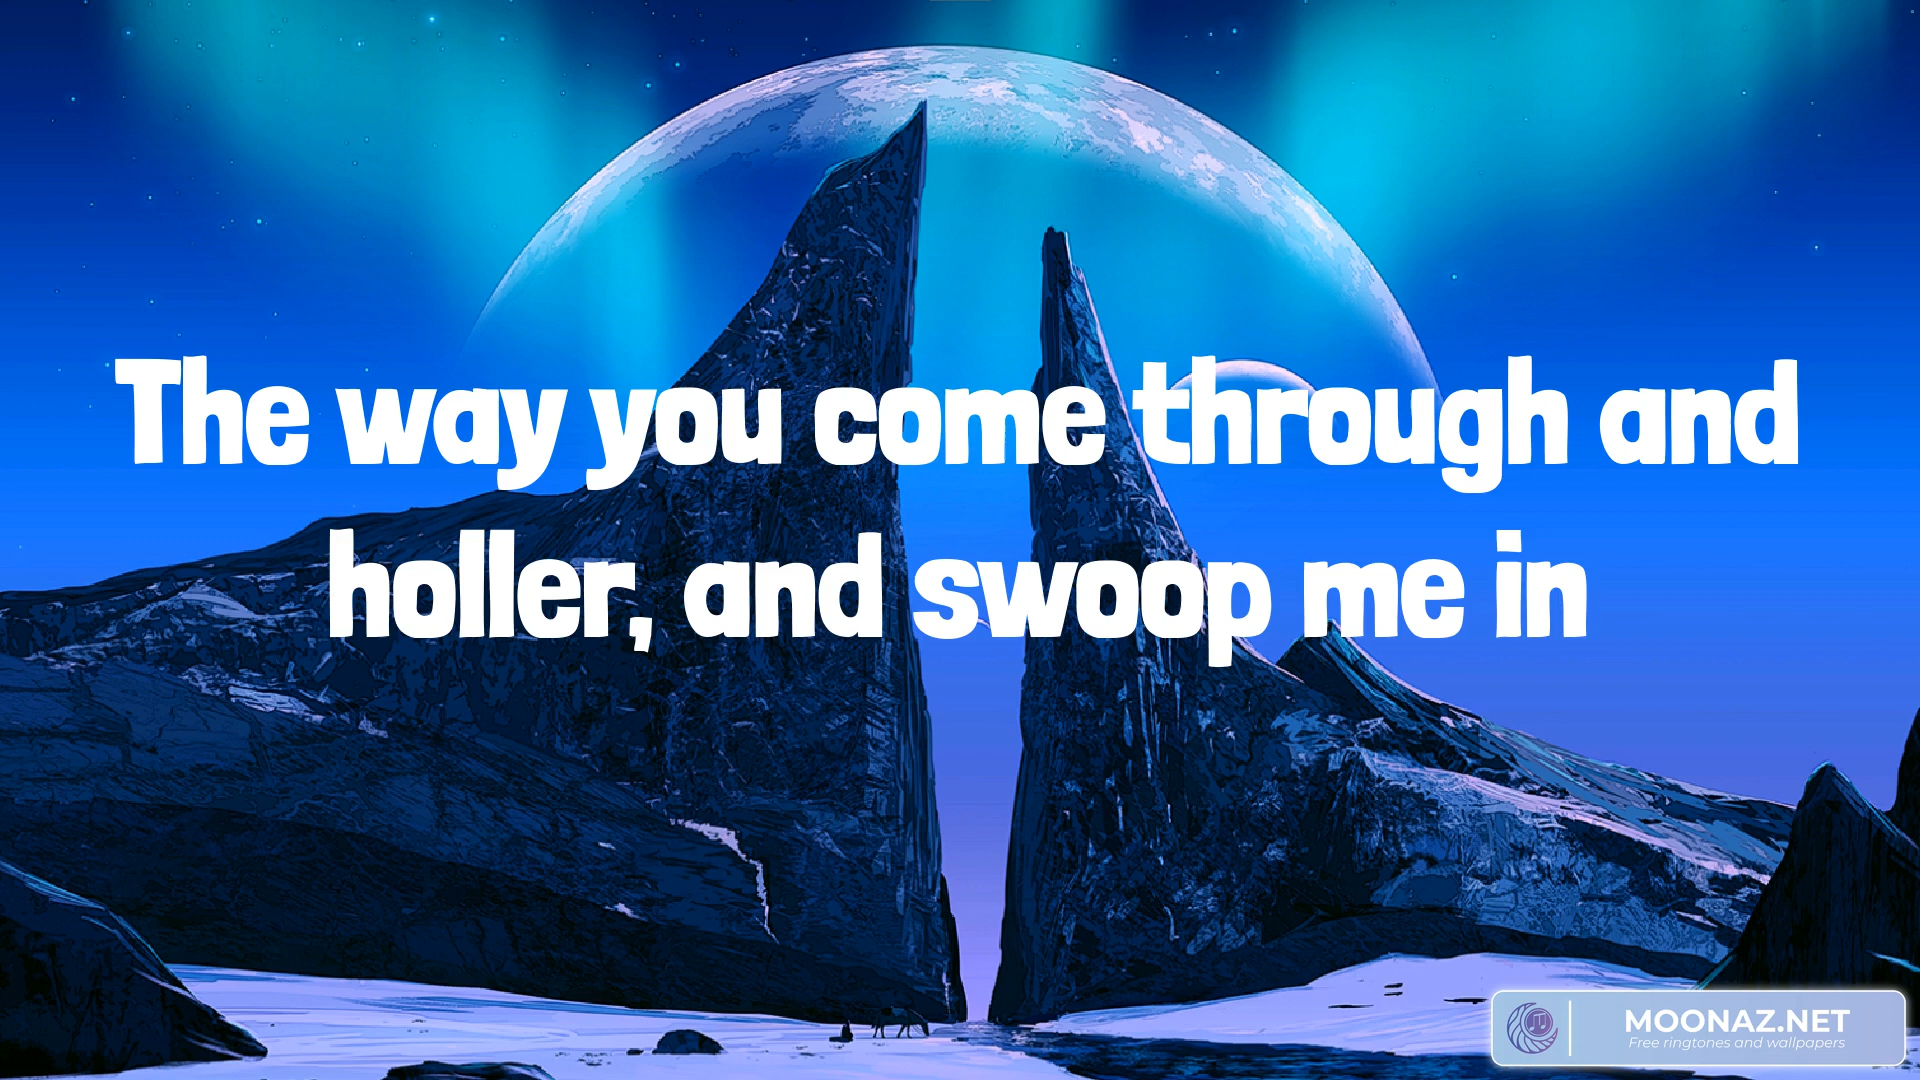 The way you come through and
holler, and swoop me in
MOONAZ.NET
Free ringtones and wallpapers